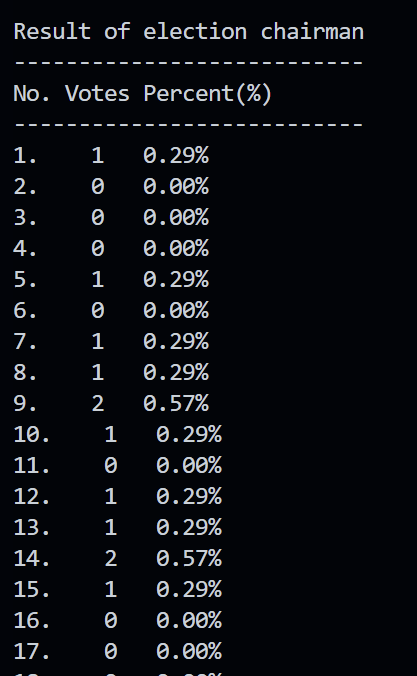 Result of election chairman
---------------------------
No. Votes Percent(%)
---------------------------
1.    1   0.29%
2.    0   0.00%
3.    0   0.00%
4.    0   0.00%
5.    1   0.29%
6.    0   0.00%
7.    1   0.29%
8.    1   0.29%
9.    2   0.57%
10.    1   0.29%
11.    0   0.00%
12.    1   0.29%
13.    1   0.29%
14.    2   0.57%
15.    1   0.29%
16.    0   0.00%
17.    0   0.00%